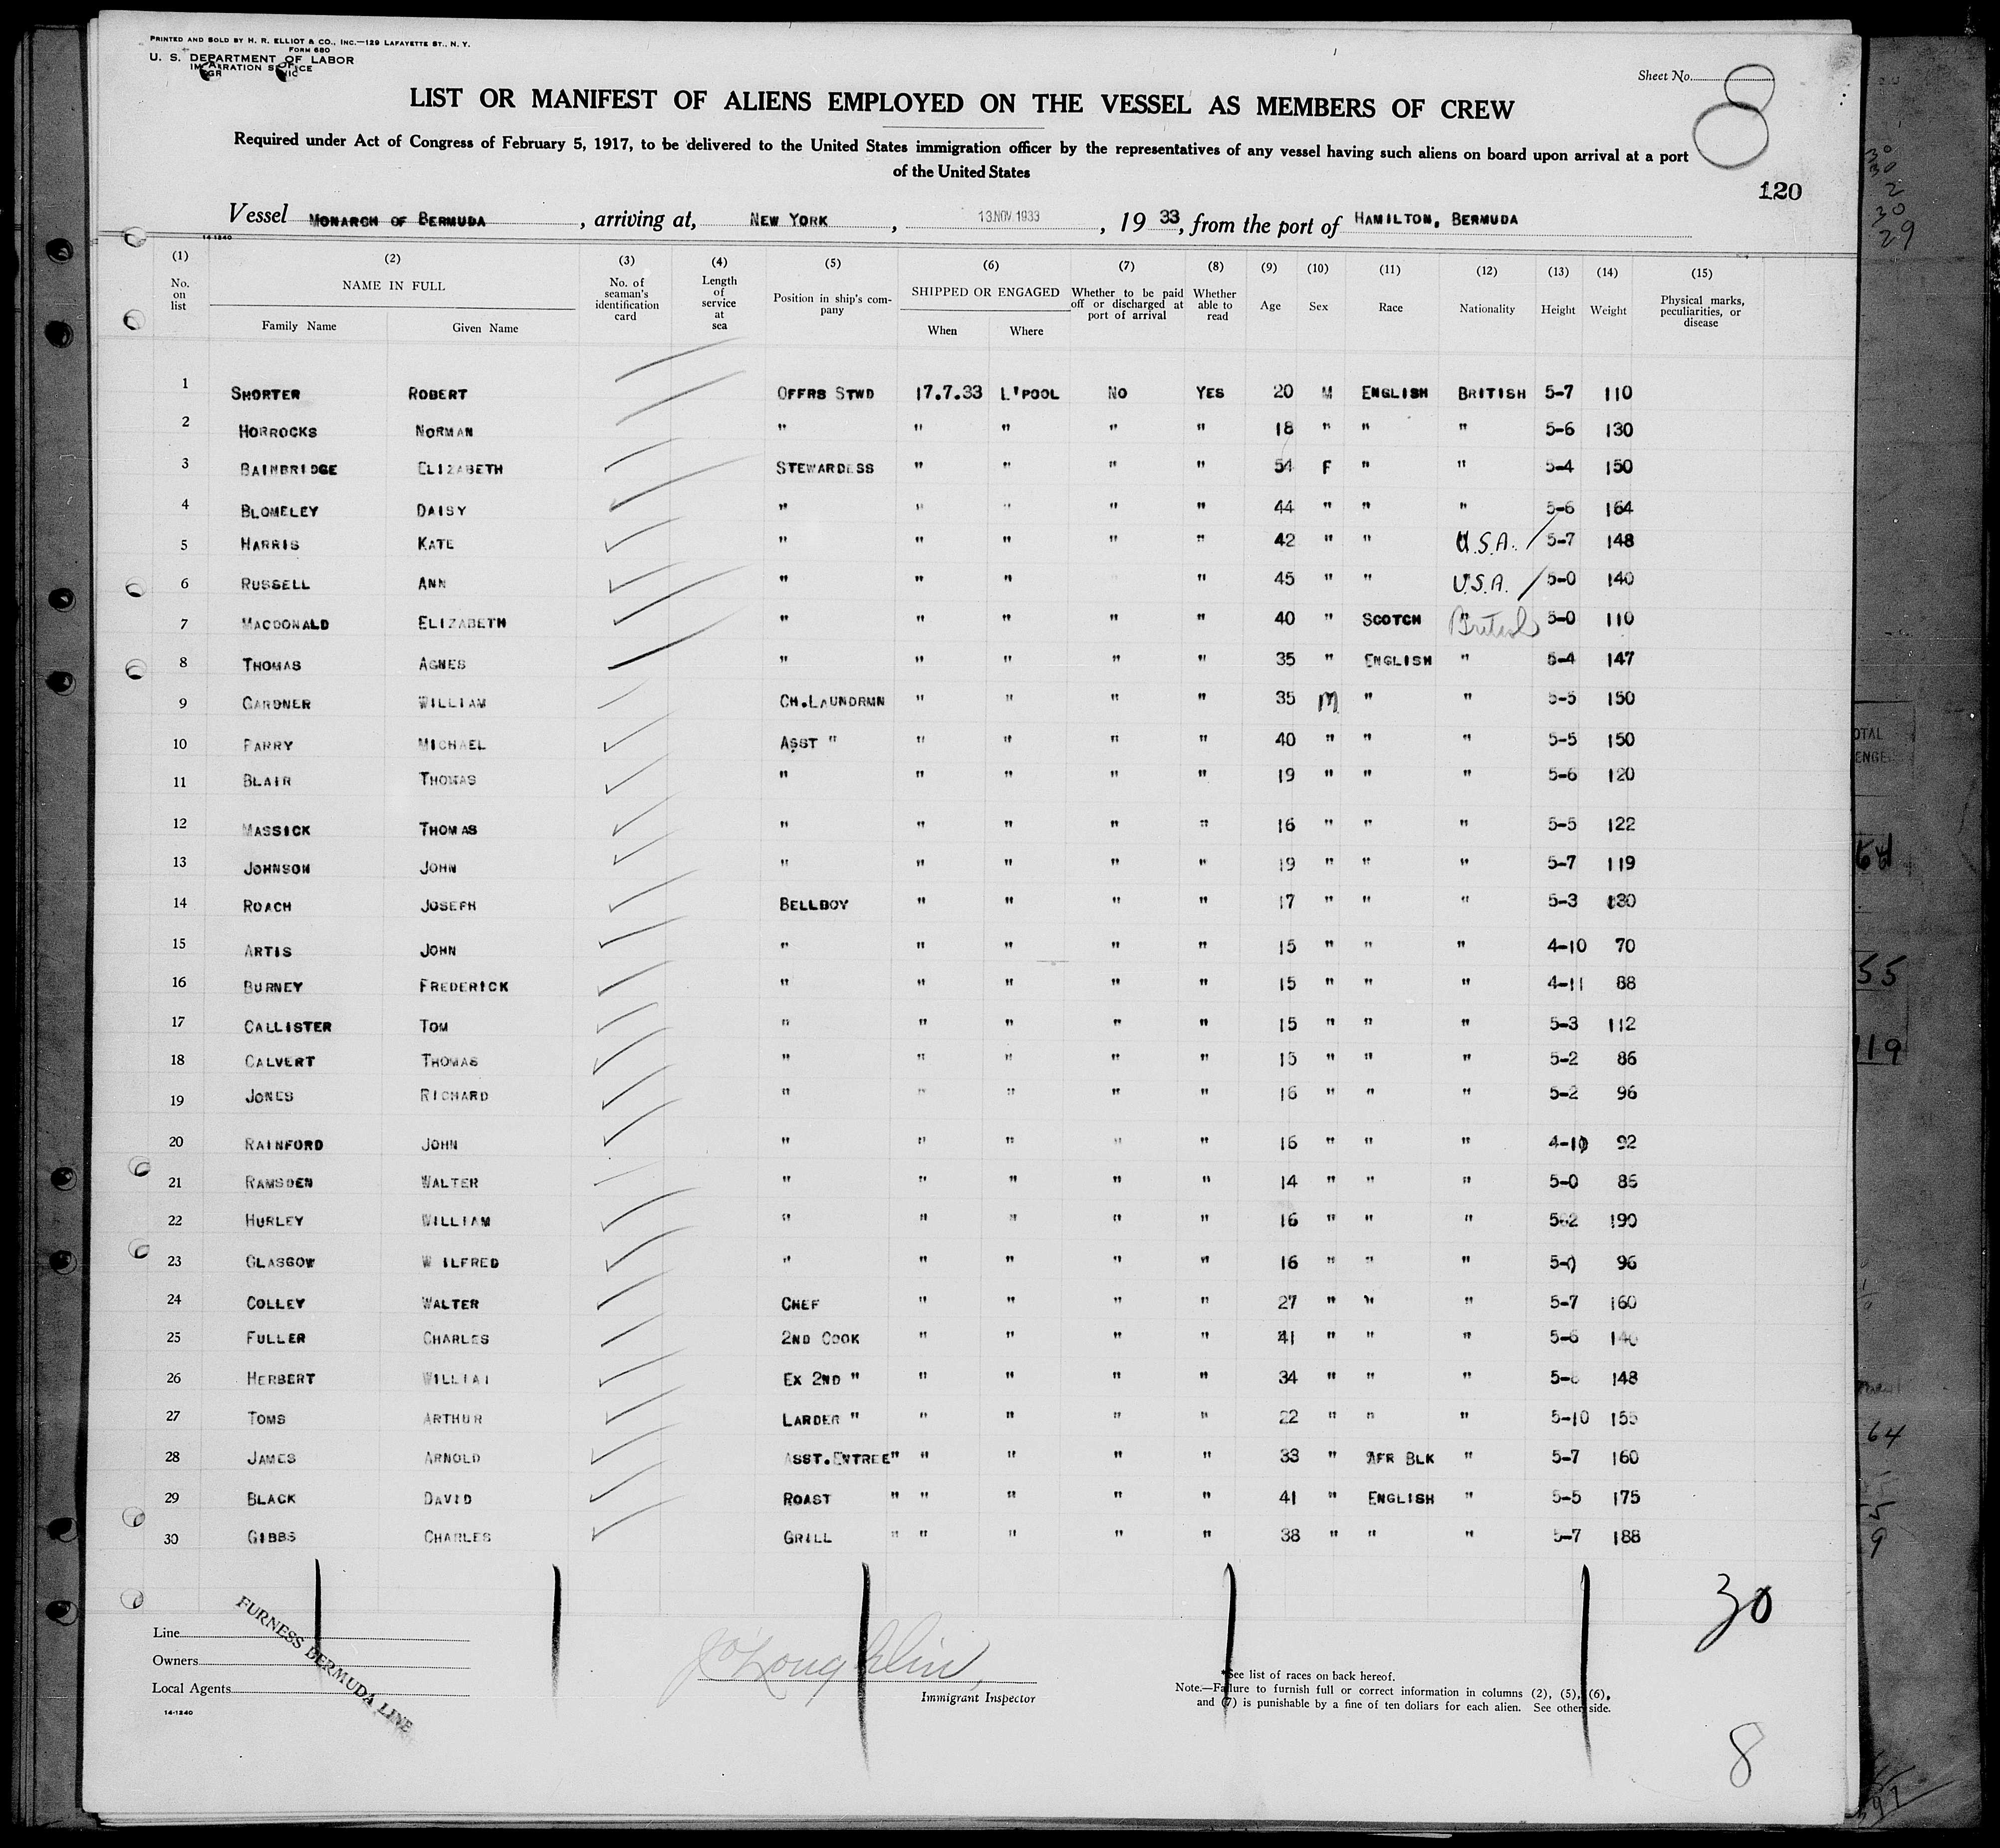 PRINTED AND SOLD BY H. R. ELLIOT & CO., INC.—129 LAFAYETTE ST., N. Y.
FORM 680
U. S. DEPARTMENT OF LABOR
Sheet No. 8
LIST OR MANIFEST OF ALIENS EMPLOYED ON THE VESSEL AS MEMBERS OF CREW
Required under Act of Congress of February 5, 1917, to be delivered to the United States immigration officer by the representatives of any vessel having such aliens on board upon arrival at a port
of the United States
120
Vessel MONARCH OF BERMUDA, arriving at, NEW YORK, 13 NOV 1933, 19 33, from the port of HAMILTON, BERMUDA
14-1240
(1) (2) (3) (4) (5) (6) (7) (8) (9) (10) (11) (12) (13) (14) (15)
No. on list NAME IN FULL Family Name Given Name No. of seaman's identification card Length of service at sea Position in ship's company SHIPPED OR ENGAGED When Where Whether to be paid off or discharged at port of arrival Whether able to read Age Sex Race Nationality Height Weight Physical marks, peculiarities, or disease
1 SHORTER ROBERT OFFRS STWD 17.7.33 L'POOL NO YES 20 M ENGLISH BRITISH 5-7 110
2 HORROCKS NORMAN " " " " " 18 " " " 5-6 130
3 BAINBRIDGE ELIZABETH STEWARDESS " " " " 54 F " " 5-4 150
4 BLOMELEY DAISY " " " " " 44 " " " 5-6 164
5 HARRIS KATE " " " " " 42 " " U.S.A. 5-7 148
6 RUSSELL ANN " " " " 45 " " U.S.A. 5-0 140
7 MACDONALD ELIZABETH " " " " " 40 " SCOTCH British 5-0 110
8 THOMAS AGNES " " " " " 35 " ENGLISH " 5-4 147
9 GARDNER WILLIAM CH.LAUNDRMN " " " " 35 M " " 5-5 150
10 PARRY MICHAEL ASST " " " " " 40 " " " 5-5 150
11 BLAIR THOMAS " " " " " 19 " " " 5-6 120
12 MASSICK THOMAS " " " " " 16 " " " 5-5 122
13 JOHNSON JOHN " " " " " 19 " " " 5-7 119
14 ROACH JOSEPH BELLBOY " " " " 17 " " " 5-3 130
15 ARTIS JOHN " " " " " 15 " " " 4-10 70
16 BURNEY FREDERICK " " " " " 15 " " " 4-11 88
17 CALLISTER TOM " " " " " 15 " " " 5-3 112
18 CALVERT THOMAS " " " " " 15 " " " 5-2 86
19 JONES RICHARD " " " " " 16 " " " 5-2 96
20 RAINFORD JOHN " " " " " 16 " " " 4-10 92
21 RAMSDEN WALTER " " " " " 14 " " " 5-0 86
22 HURLEY WILLIAM " " " " " 16 " " " 5-2 190
23 GLASGOW WILFRED " " " " " 16 " " " 5-0 96
24 COLLEY WALTER CHEF " " " " 27 " " " 5-7 160
25 FULLER CHARLES 2ND COOK " " " " 41 " " " 5-6 140
26 HERBERT EX 2ND " " " " " 34 " " " 148
27 TOMS ARTHUR LARDER " " " " " 22 " " " 5-10 155
28 JAMES ARNOLD ASST.ENTREE" " " " " 33 " AFR BLK " 5-7 160
29 BLACK DAVID ROAST " " " " " 41 " ENGLISH " 5-5 175
30 GIBBS CHARLES GRILL " " " " " 38 " " " 5-7 188
30
Line
Owners
Local Agents
FURNESS BERMUDA LINE
14-1240
J O'Loughlin,
Immigrant Inspector
*See list of races on back hereof.
Note.—Failure to furnish full or correct information in columns (2), (5), (6),
and (7) is punishable by a fine of ten dollars for each alien. See other side.
8